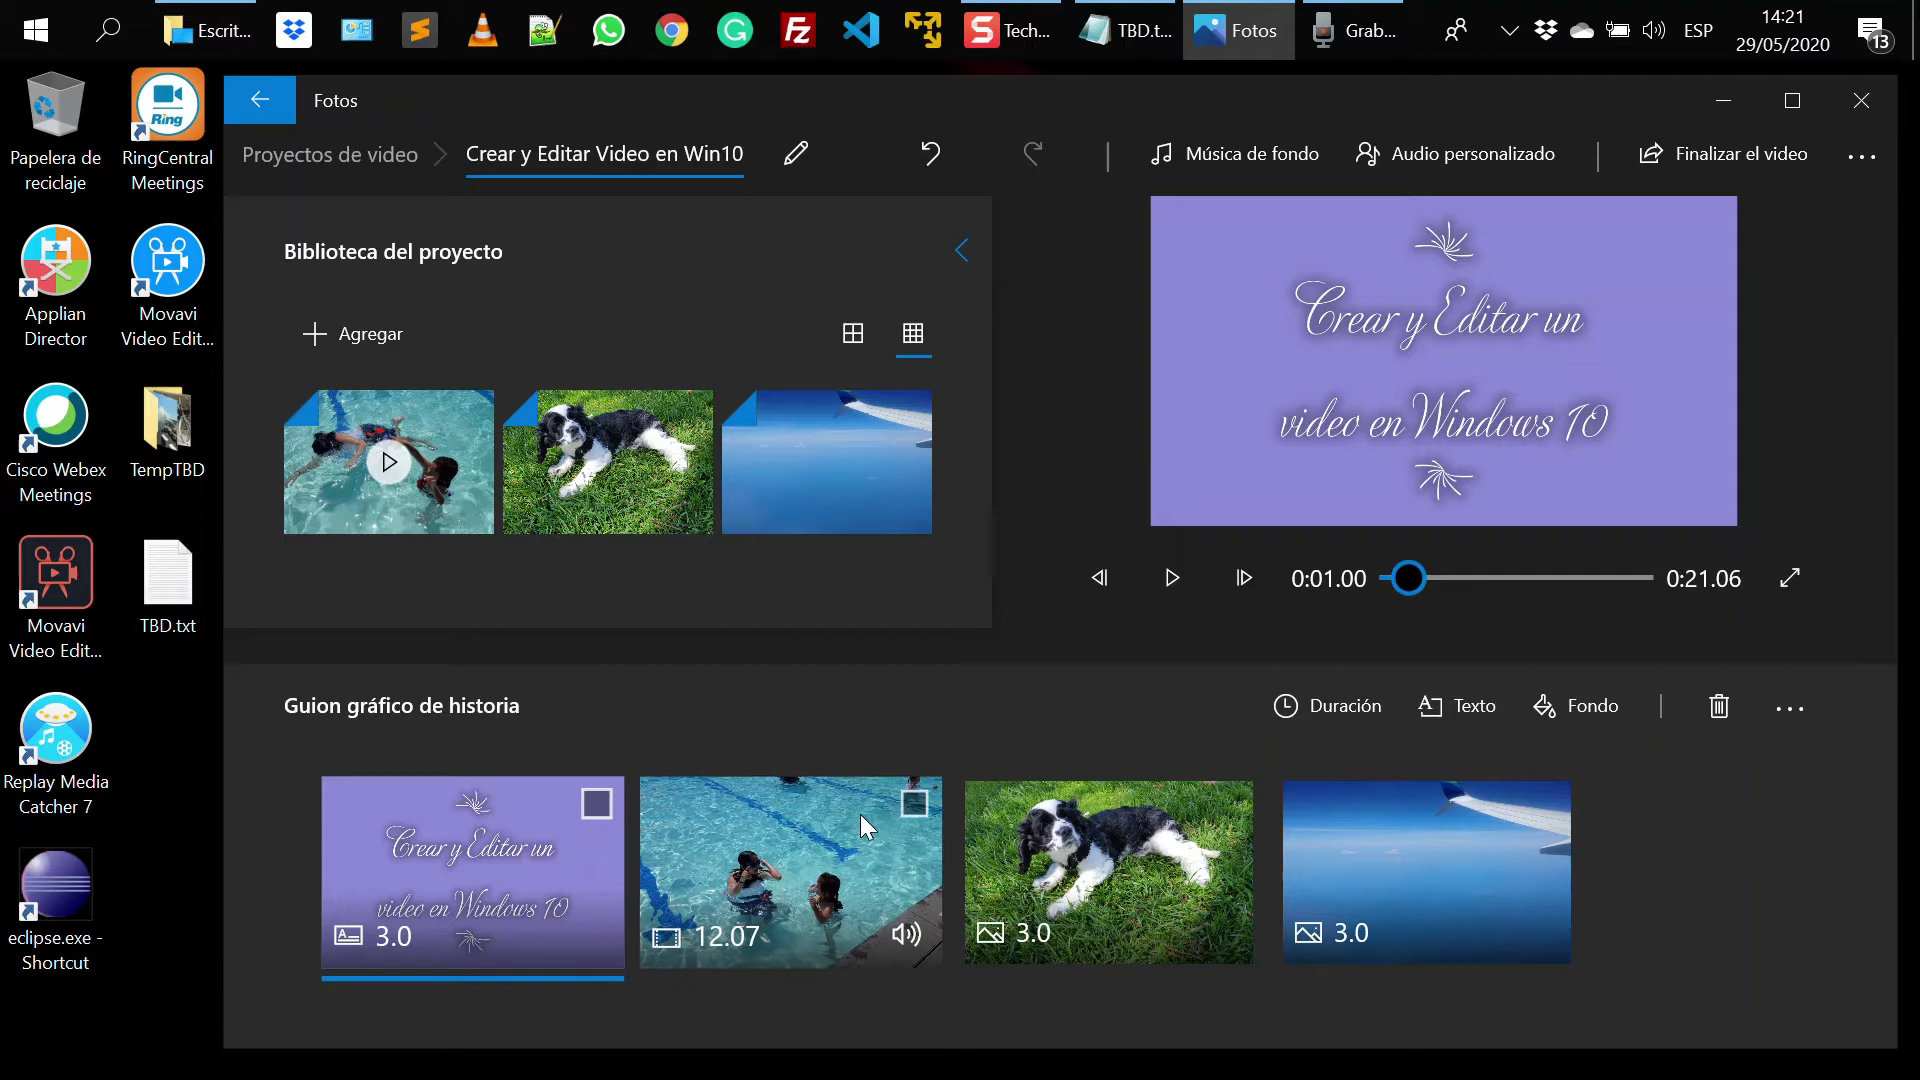 Escrit...
Tech...
TBD.t...
Fotos
Grab...
ESP
14:21
29/05/2020
13
Papelera de
reciclaje
Ring
RingCentral
Meetings
Applian
Director
Movavi
Video Edit...
Cisco Webex
Meetings
TempTBD
Movavi
Video Edit...
TBD.txt
Replay Media
Catcher 7
eclipse.exe -
Shortcut
Fotos
Proyectos de video
Crear y Editar Video en Win10
Música de fondo
Audio personalizado
Finalizar el video
Biblioteca del proyecto
Agregar
Crear y Editar un
video en Windows 10
0:01.00
0:21.06
Guion gráfico de historia
Duración
Texto
Fondo
Crear y Editar un
video en Windows 10
3.0
12.07
3.0
3.0